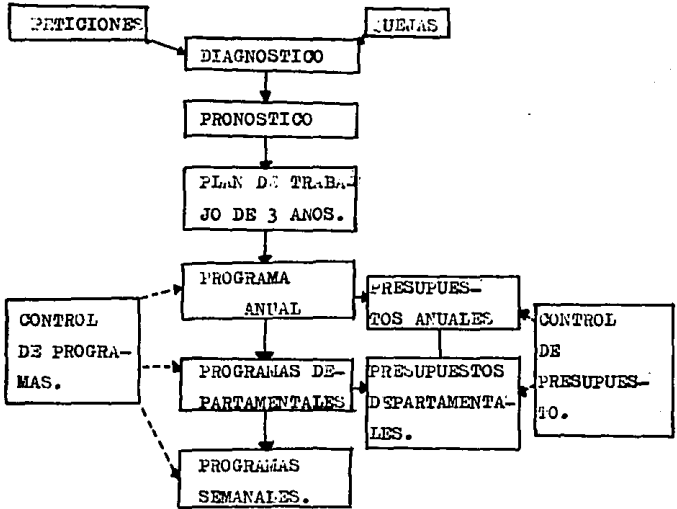 PETICIONES
QUEJAS
DIAGNOSTICO
PRONOSTICO
PLAN DE TRABA-
JO DE 3 ANOS.
PROGRAMA
ANUAL
PRESUPUES-
TOS ANUALES
CONTROL
DE PROGRA-
MAS.
CONTROL
DE
PRESUPUES-
TO.
PROGRAMAS DE-
PARTAMENTALES
PRESUPUESTOS
DEPARTAMENTA-
LES.
PROGRAMAS
SEMANALES.